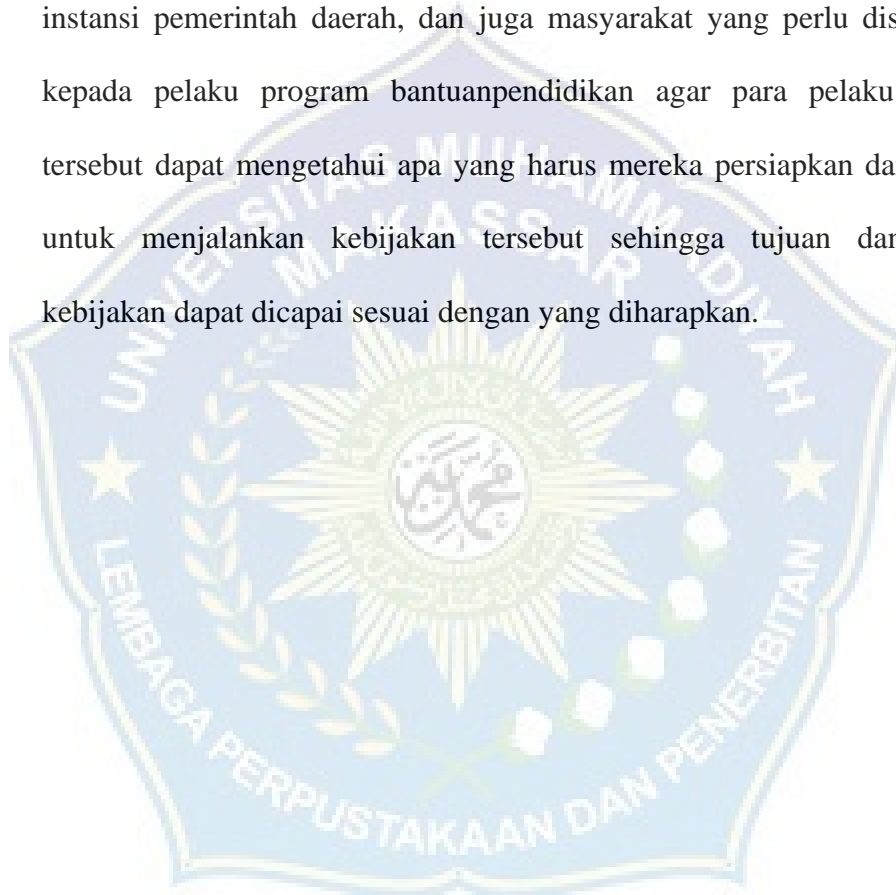 instansi pemerintah daerah, dan juga masyarakat yang perlu dis
kepada pelaku program bantuanpendidikan agar para pelaku
tersebut dapat mengetahui apa yang harus mereka persiapkan da
untuk menjalankan kebijakan tersebut sehingga tujuan dan
kebijakan dapat dicapai sesuai dengan yang diharapkan.
UNIVERSITAS MUHAMMADIYAH
MAKASSAR
LEMBAGA PERPUSTAKAAN DAN PENERBITAN